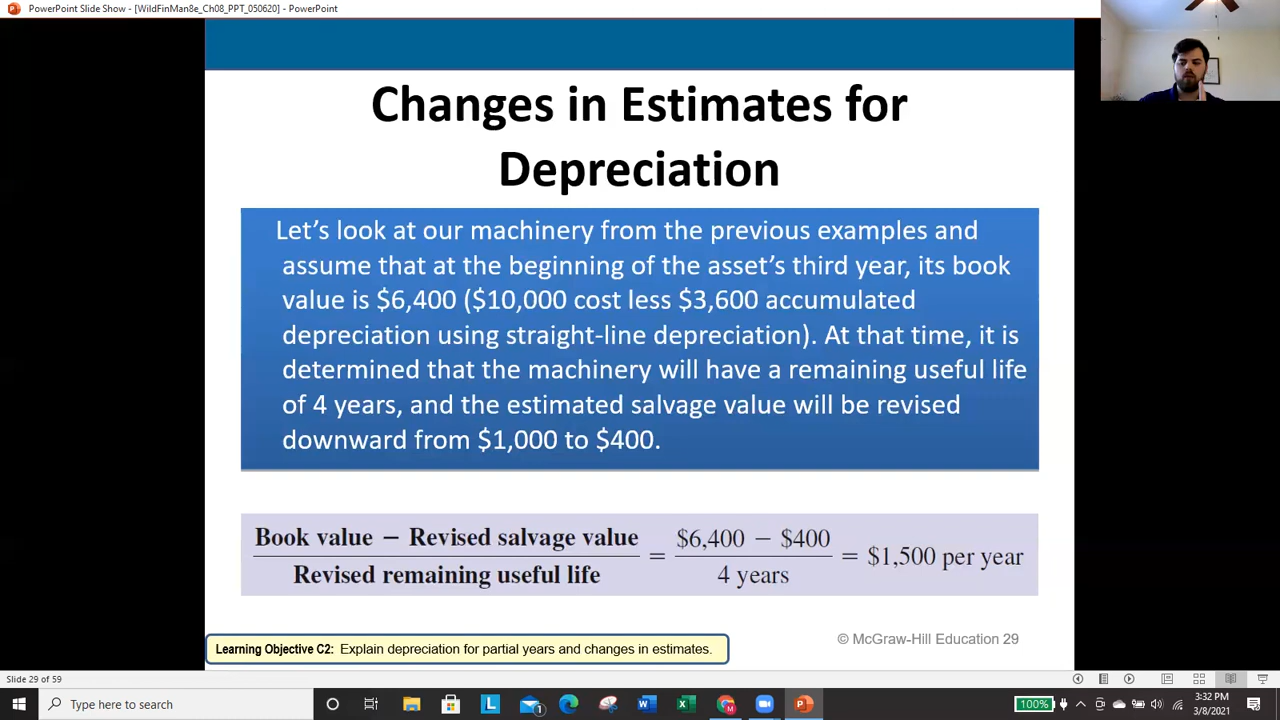 PowerPoint Slide Show - [WildFinMan8e_Ch08_PPT_050620] - PowerPoint
Changes in Estimates for
Depreciation
Let’s look at our machinery from the previous examples and
assume that at the beginning of the asset’s third year, its book
value is $6,400 ($10,000 cost less $3,600 accumulated
depreciation using straight-line depreciation). At that time, it is
determined that the machinery will have a remaining useful life
of 4 years, and the estimated salvage value will be revised
downward from $1,000 to $400.
Book value − Revised salvage value
Revised remaining useful life
=
$6,400 − $400
4 years
= $1,500 per year
© McGraw-Hill Education 29
Learning Objective C2: Explain depreciation for partial years and changes in estimates.
Slide 29 of 59
Type here to search
100%
3:32 PM
3/8/2021